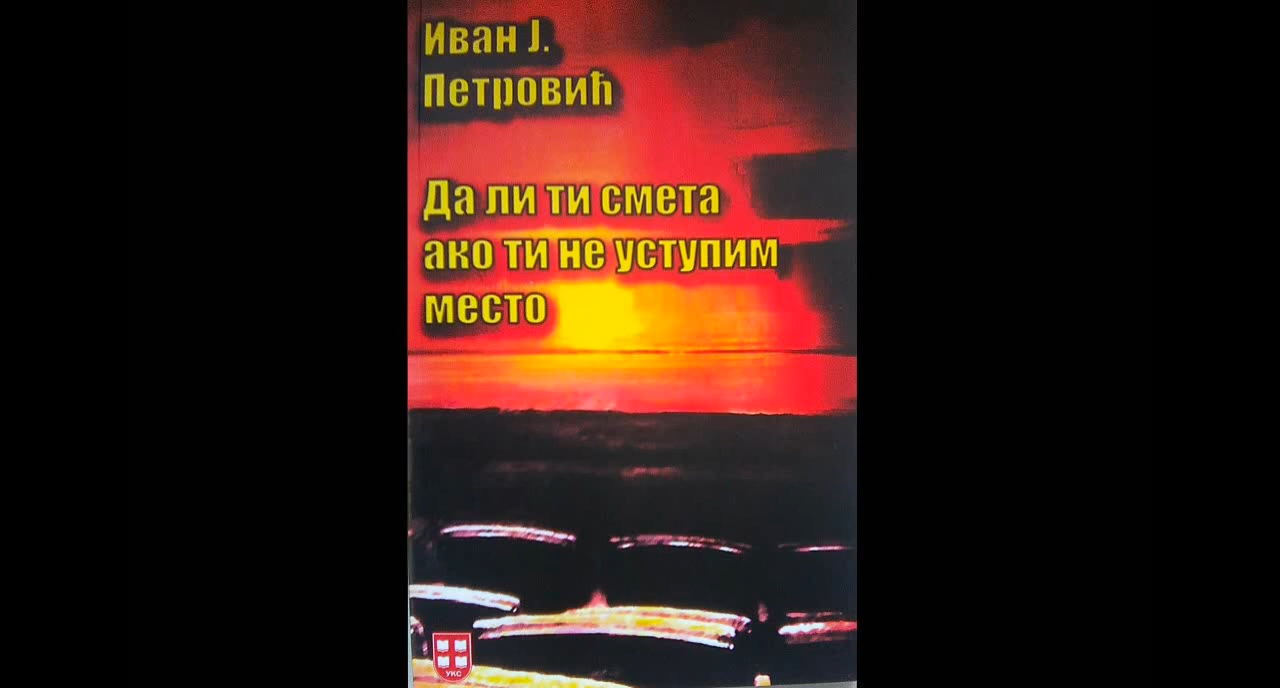 Иван Ј.
Петровић
Да ли ти смета
ако ти не уступим
место
УКС